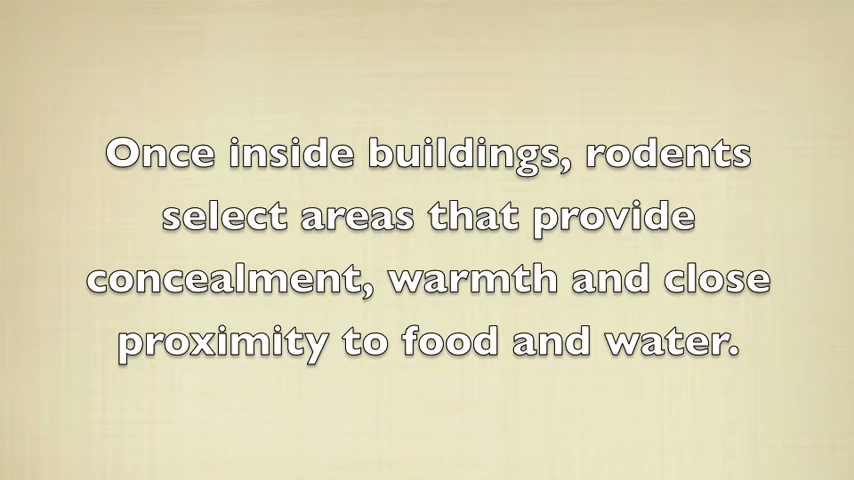 Once inside buildings, rodents
select areas that provide
concealment, warmth and close
proximity to food and water.